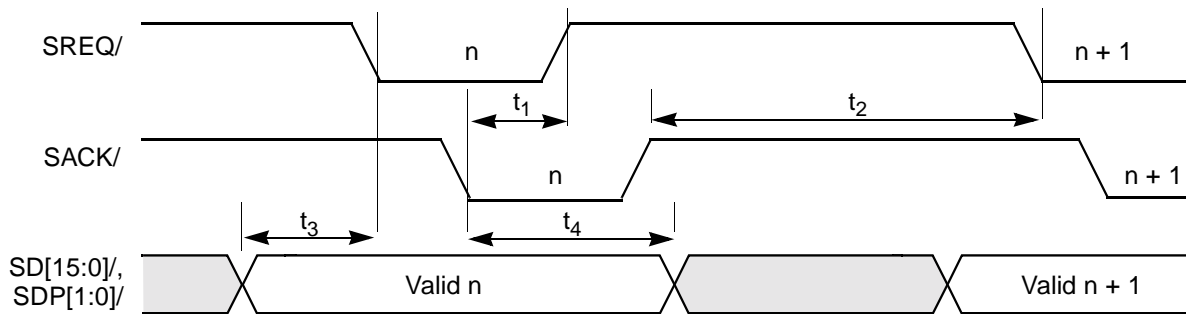 SREQ/
n
n + 1
t1
t2
SACK/
n
n + 1
t3
t4
SD[15:0]/,
SDP[1:0]/
Valid n
Valid n + 1